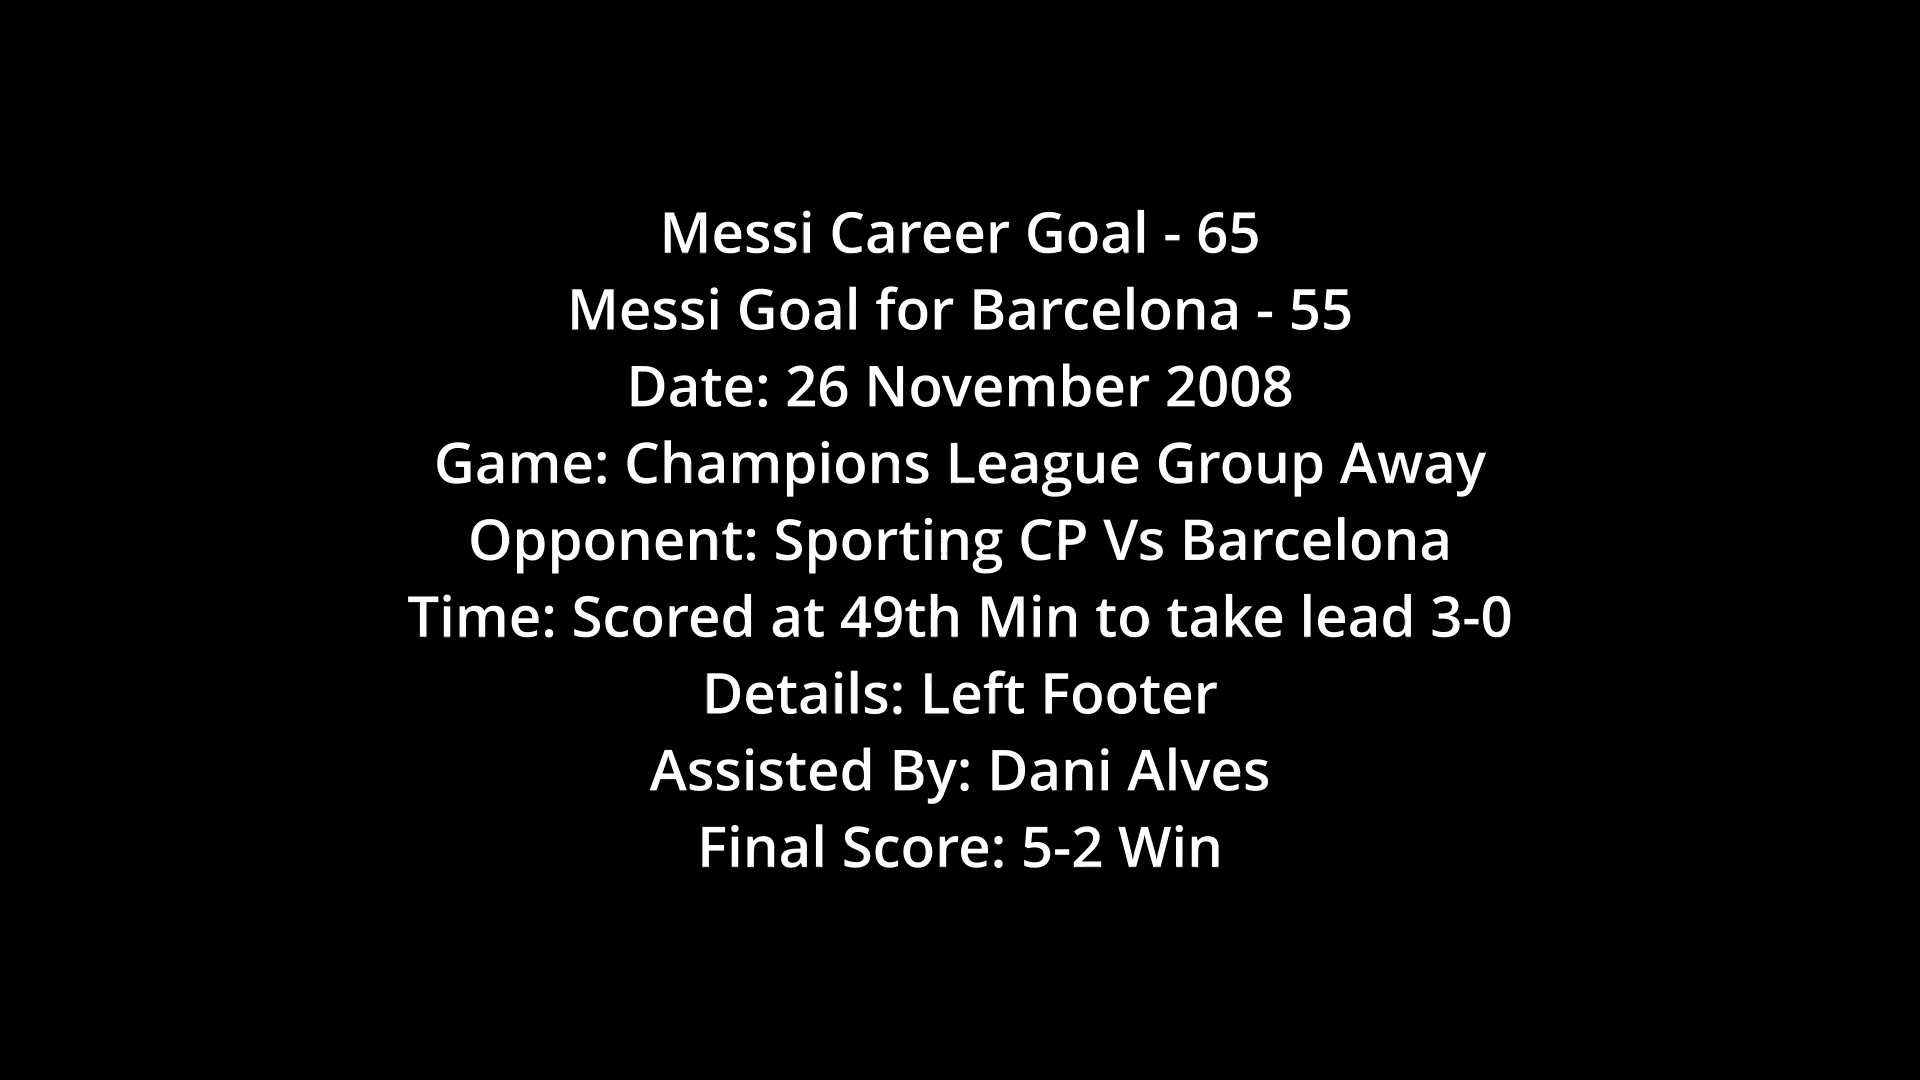 Messi Career Goal - 65
Messi Goal for Barcelona - 55
Date: 26 November 2008
Game: Champions League Group Away
Opponent: Sporting CP Vs Barcelona
Time: Scored at 49th Min to take lead 3-0
Details: Left Footer
Assisted By: Dani Alves
Final Score: 5-2 Win